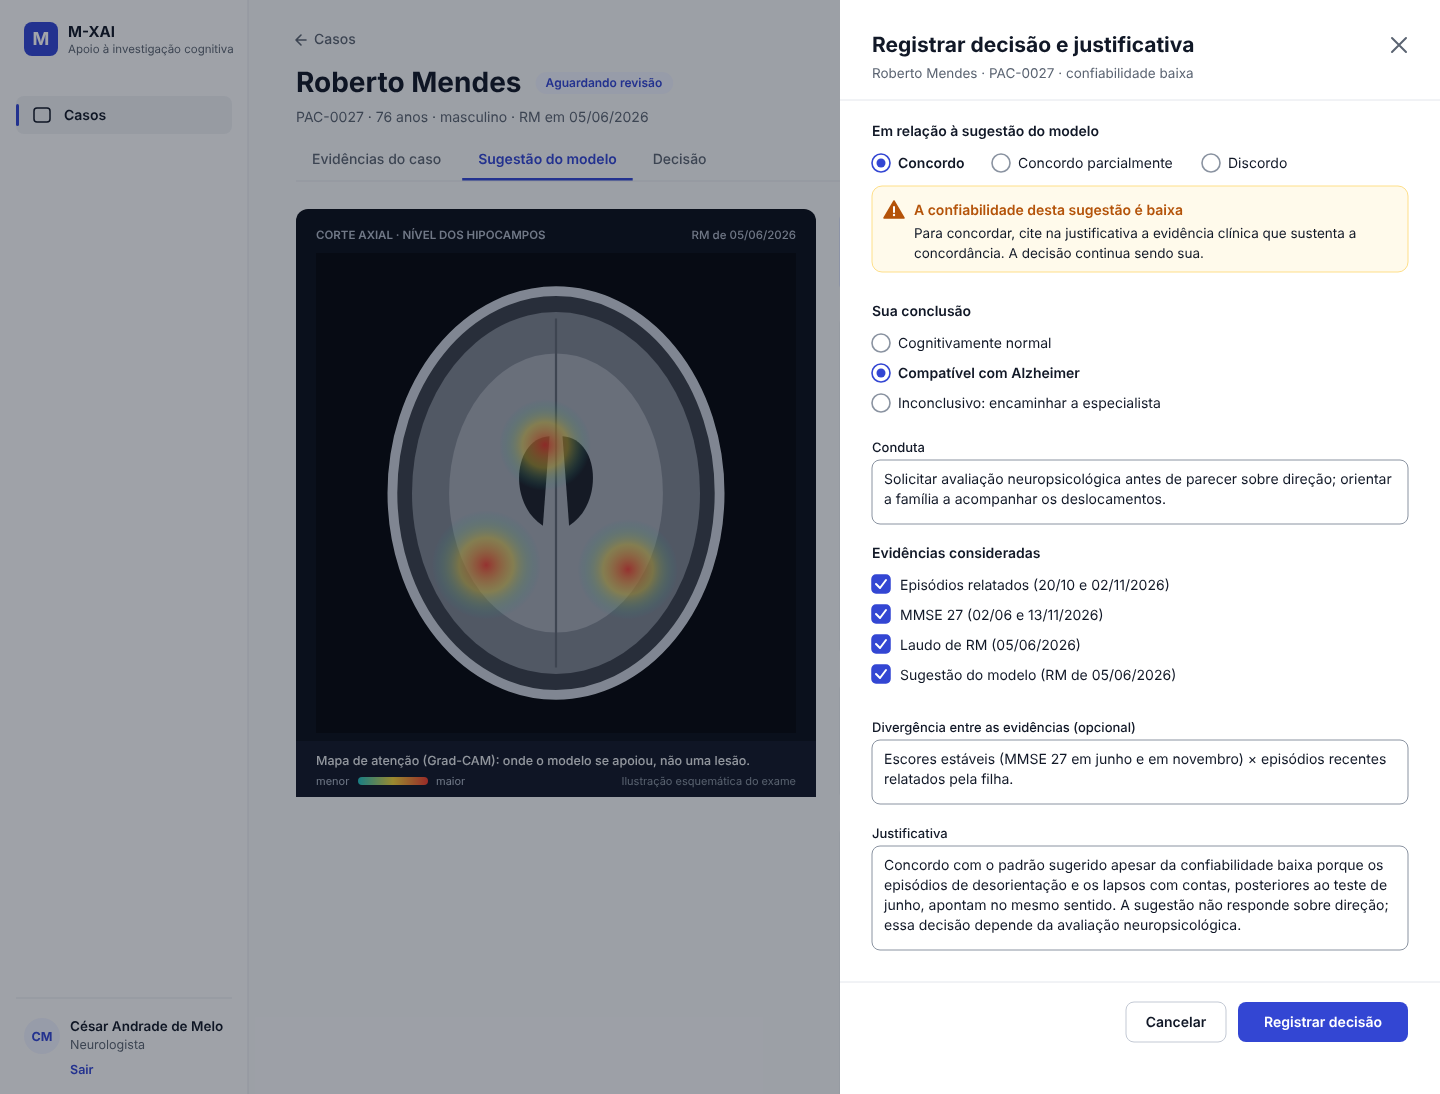 M
M-XAI
Apoio à investigação cognitiva
Casos
CM
César Andrade de Melo
Neurologista
Sair
Casos
Roberto Mendes
Aguardando revisão
PAC-0027 · 76 anos · masculino · RM em 05/06/2026
Evidências do caso
Sugestão do modelo
Decisão
CORTE AXIAL · NÍVEL DOS HIPOCAMPOS
RM de 05/06/2026
Mapa de atenção (Grad-CAM): onde o modelo se apoiou, não uma lesão.
menor
maior
Ilustração esquemática do exame
Registrar decisão e justificativa
Roberto Mendes · PAC-0027 · confiabilidade baixa
Em relação à sugestão do modelo
Concordo
Concordo parcialmente
Discordo
A confiabilidade desta sugestão é baixa
Para concordar, cite na justificativa a evidência clínica que sustenta a
concordância. A decisão continua sendo sua.
Sua conclusão
Cognitivamente normal
Compatível com Alzheimer
Inconclusivo: encaminhar a especialista
Conduta
Solicitar avaliação neuropsicológica antes de parecer sobre direção; orientar
a família a acompanhar os deslocamentos.
Evidências consideradas
Episódios relatados (20/10 e 02/11/2026)
MMSE 27 (02/06 e 13/11/2026)
Laudo de RM (05/06/2026)
Sugestão do modelo (RM de 05/06/2026)
Divergência entre as evidências (opcional)
Escores estáveis (MMSE 27 em junho e em novembro) × episódios recentes
relatados pela filha.
Justificativa
Concordo com o padrão sugerido apesar da confiabilidade baixa porque os
episódios de desorientação e os lapsos com contas, posteriores ao teste de
junho, apontam no mesmo sentido. A sugestão não responde sobre direção;
essa decisão depende da avaliação neuropsicológica.
Cancelar
Registrar decisão